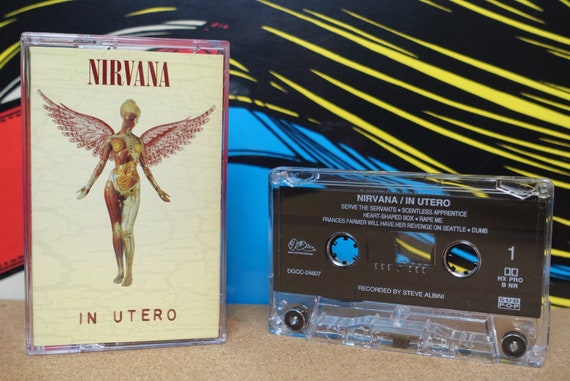 NIRVANA
IN UTERO
NIRVANA / IN UTERO
SERVE THE SERVANTS • SCENTLESS APPRENTICE
HEART-SHAPED BOX • RAPE ME
FRANCES FARMER WILL HAVE HER REVENGE ON SEATTLE • DUMB
1
HX PRO
B NR
DGCC-24607
RECORDED BY STEVE ALBINI
SUB
POP